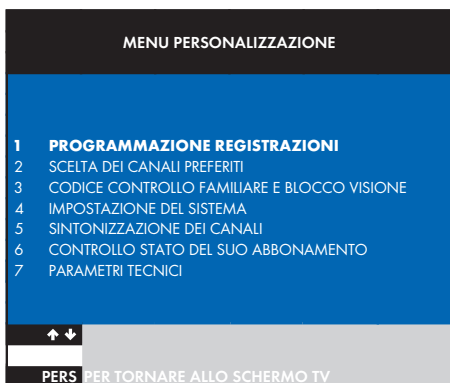 MENU PERSONALIZZAZIONE
1 PROGRAMMAZIONE REGISTRAZIONI
2 SCELTA DEI CANALI PREFERITI
3 CODICE CONTROLLO FAMILIARE E BLOCCO VISIONE
4 IMPOSTAZIONE DEL SISTEMA
5 SINTONIZZAZIONE DEI CANALI
6 CONTROLLO STATO DEL SUO ABBONAMENTO
7 PARAMETRI TECNICI
PERS PER TORNARE ALLO SCHERMO TV